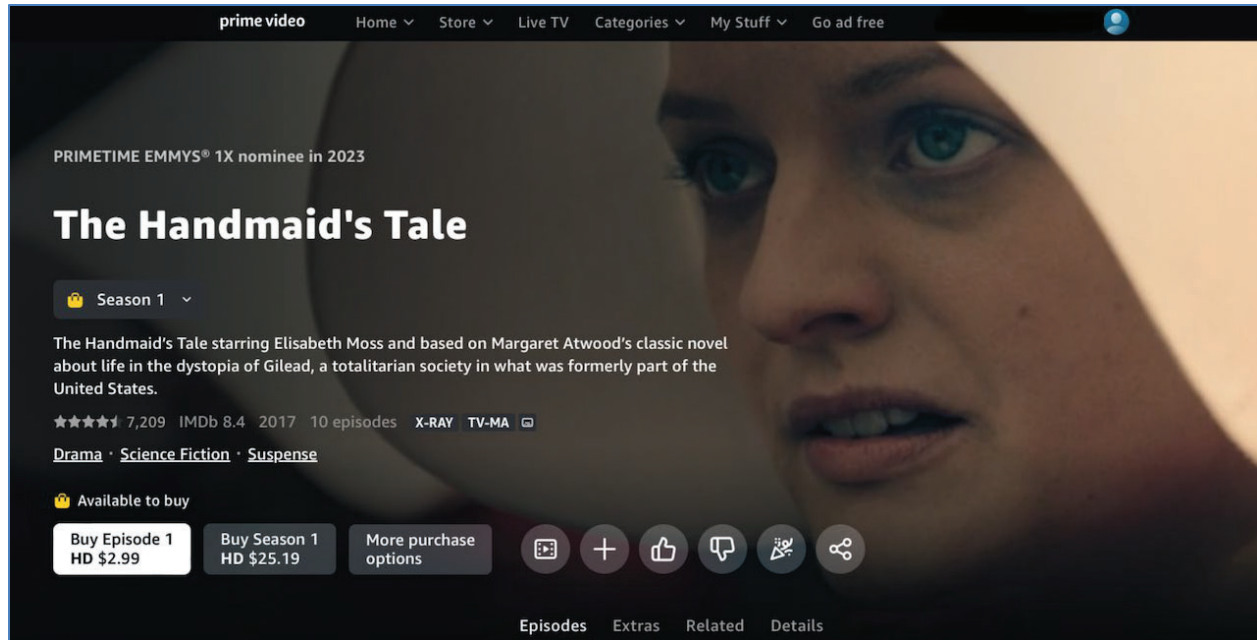 prime video Home Store Live TV Categories My Stuff Go ad free
PRIMETIME EMMYS® 1X nominee in 2023
The Handmaid's Tale
Season 1
The Handmaid’s Tale starring Elisabeth Moss and based on Margaret Atwood’s classic novel
about life in the dystopia of Gilead, a totalitarian society in what was formerly part of the
United States.
7,209 IMDb 8.4 2017 10 episodes X-RAY TV-MA
Drama · Science Fiction · Suspense
Available to buy
Buy Episode 1
HD $2.99
Buy Season 1
HD $25.19
More purchase
options
Episodes Extras Related Details